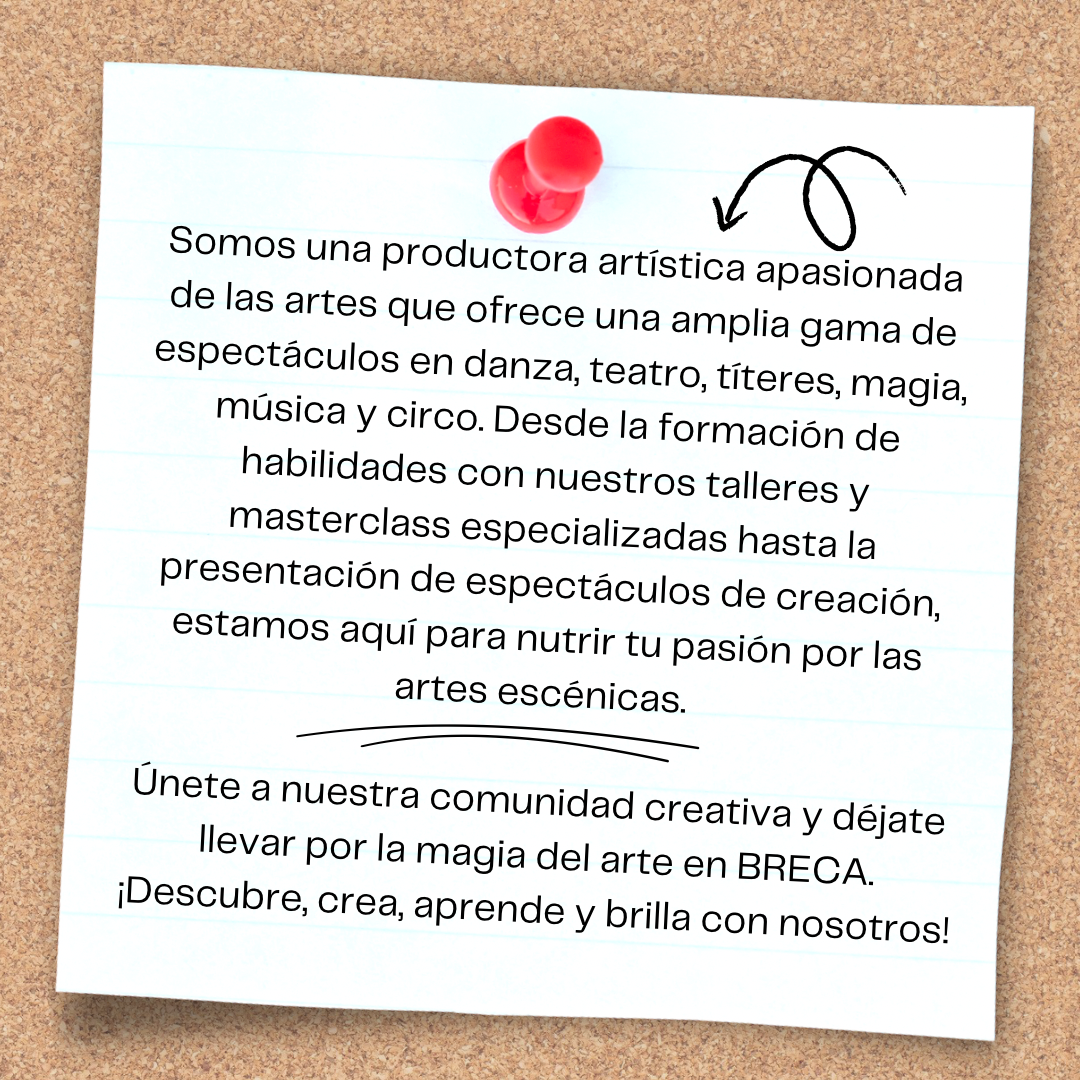 Somos una productora artística apasionada
de las artes que ofrece una amplia gama de
espectáculos en danza, teatro, títeres, magia,
música y circo. Desde la formación de
habilidades con nuestros talleres y
masterclass especializadas hasta la
presentación de espectáculos de creación,
estamos aquí para nutrir tu pasión por las
artes escénicas.
Únete a nuestra comunidad creativa y déjate
llevar por la magia del arte en BRECA.
¡Descubre, crea, aprende y brilla con nosotros!